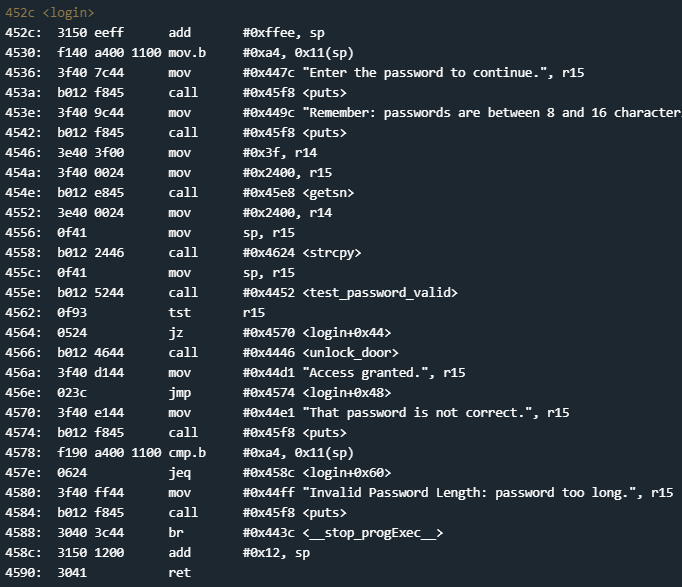 452c <login>
452c: 3150 eeff add #0xffee, sp
4530: f140 a400 1100 mov.b #0xa4, 0x11(sp)
4536: 3f40 7c44 mov #0x447c "Enter the password to continue.", r15
453a: b012 f845 call #0x45f8 <puts>
453e: 3f40 9c44 mov #0x449c "Remember: passwords are between 8 and 16 character
4542: b012 f845 call #0x45f8 <puts>
4546: 3e40 3f00 mov #0x3f, r14
454a: 3f40 0024 mov #0x2400, r15
454e: b012 e845 call #0x45e8 <getsn>
4552: 3e40 0024 mov #0x2400, r14
4556: 0f41 mov sp, r15
4558: b012 2446 call #0x4624 <strcpy>
455c: 0f41 mov sp, r15
455e: b012 5244 call #0x4452 <test_password_valid>
4562: 0f93 tst r15
4564: 0524 jz #0x4570 <login+0x44>
4566: b012 4644 call #0x4446 <unlock_door>
456a: 3f40 d144 mov #0x44d1 "Access granted.", r15
456e: 023c jmp #0x4574 <login+0x48>
4570: 3f40 e144 mov #0x44e1 "That password is not correct.", r15
4574: b012 f845 call #0x45f8 <puts>
4578: f190 a400 1100 cmp.b #0xa4, 0x11(sp)
457e: 0624 jeq #0x458c <login+0x60>
4580: 3f40 ff44 mov #0x44ff "Invalid Password Length: password too long.", r15
4584: b012 f845 call #0x45f8 <puts>
4588: 3040 3c44 br #0x443c <__stop_progExec__>
458c: 3150 1200 add #0x12, sp
4590: 3041 ret